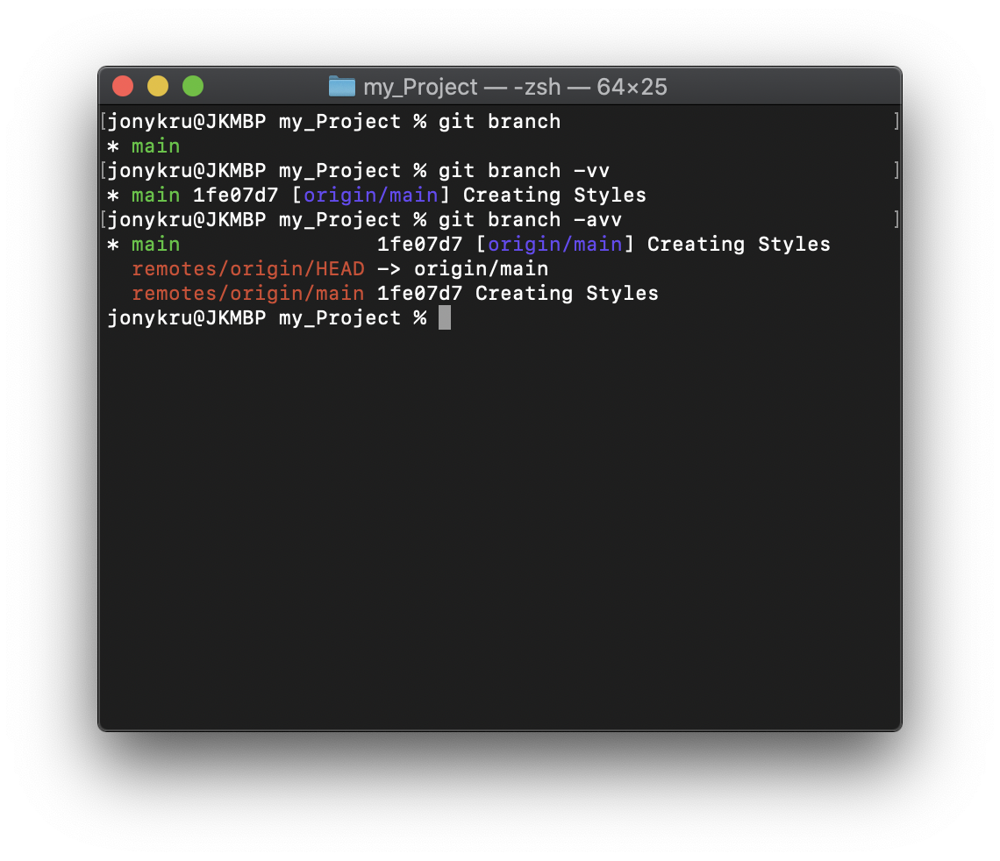 my_Project — -zsh — 64×25
[jonykru@JKMBP my_Project % git branch ]
* main
[jonykru@JKMBP my_Project % git branch -vv ]
* main 1fe07d7 [origin/main] Creating Styles
[jonykru@JKMBP my_Project % git branch -avv ]
* main                1fe07d7 [origin/main] Creating Styles
  remotes/origin/HEAD -> origin/main
  remotes/origin/main 1fe07d7 Creating Styles
jonykru@JKMBP my_Project %